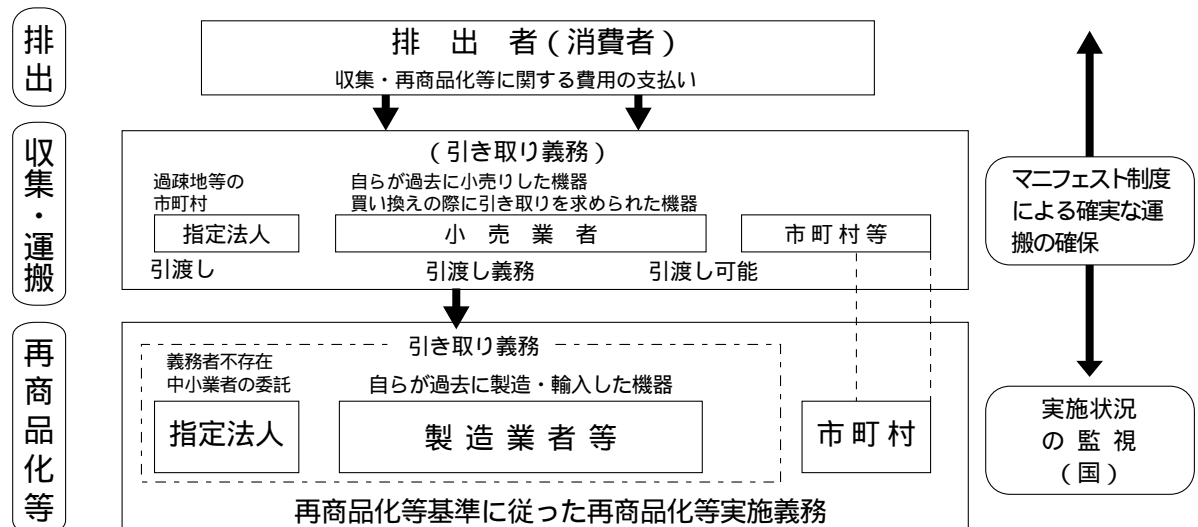 排出
排 出 者（消費者）
収集・再商品化等に関する費用の支払い
収集・運搬
（引き取り義務）
過疎地等の
市町村
自らが過去に小売りした機器
買い換えの際に引き取りを求められた機器
指定法人
小 売 業 者
市町村等
引渡し
引渡し義務
引渡し可能
マニフェスト制度
による確実な運
搬の確保
再商品化等
引き取り義務
義務者不存在
中小業者の委託
自らが過去に製造・輸入した機器
指定法人
製 造 業 者 等
市 町 村
再商品化等基準に従った再商品化等実施義務
実施状況
の 監 視
（国）